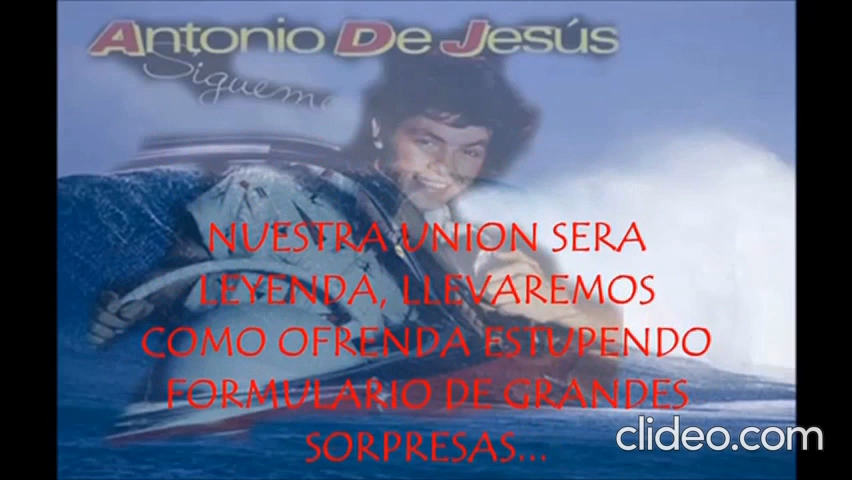 Antonio De Jesús
Sigueme
NUESTRA UNION SERA
LEYENDA, LLEVAREMOS
COMO OFRENDA ESTUPENDO
FORMULARIO DE GRANDES
SORPRESAS...
clideo.com